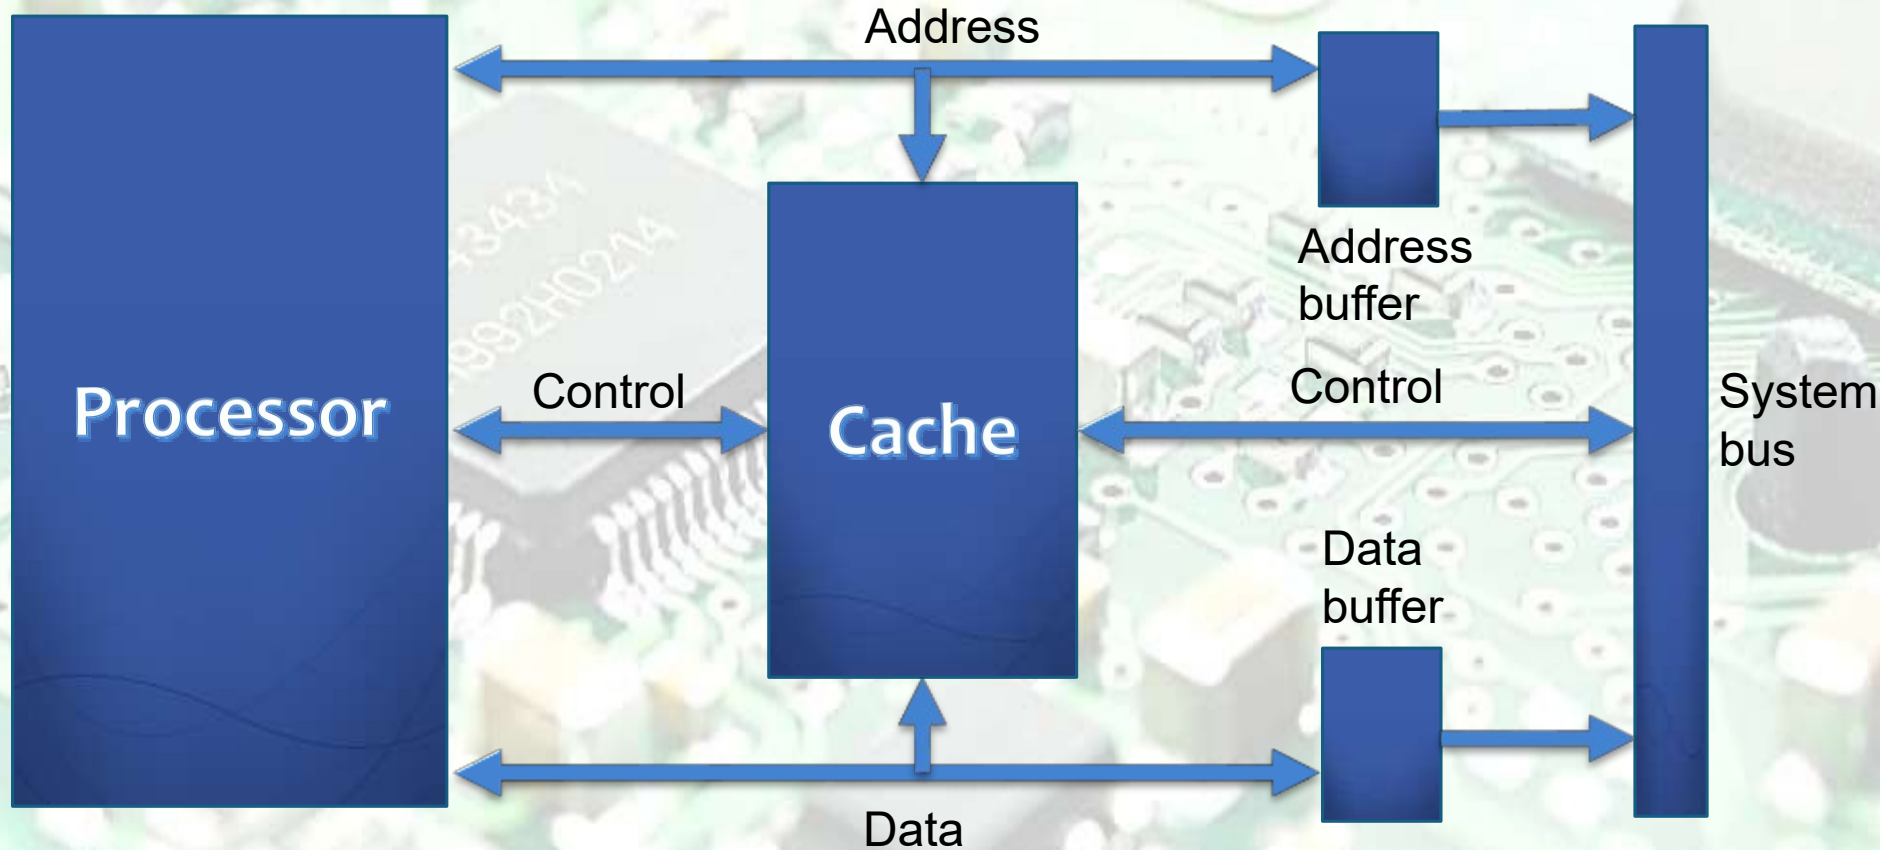 Address
Address
buffer
Processor
Control
Cache
Control
System
bus
Data
buffer
Data